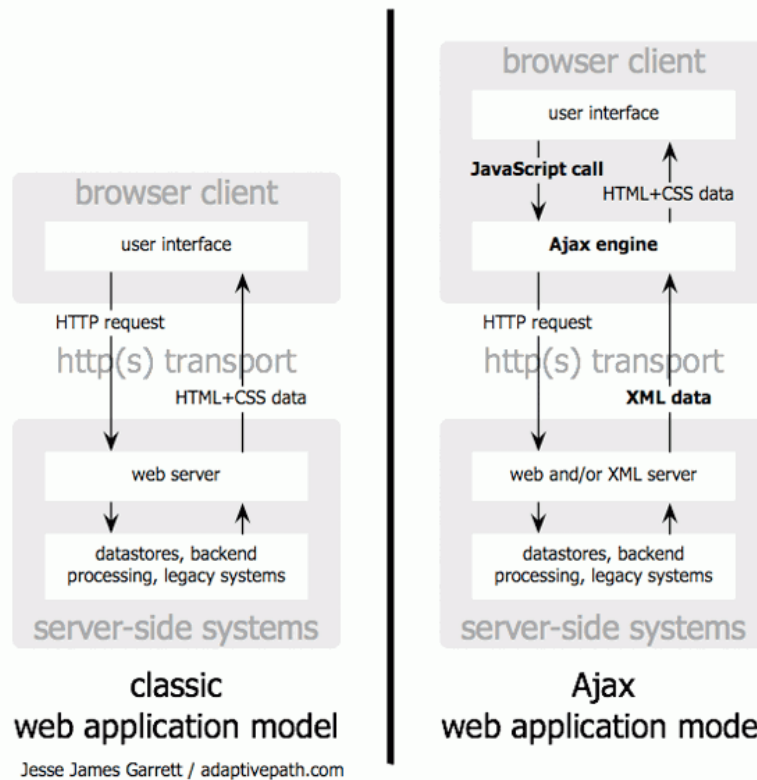 browser client
user interface
HTTP request
http(s) transport
HTML+CSS data
web server
datastores, backend
processing, legacy systems
server-side systems
classic
web application model
Jesse James Garrett / adaptivepath.com
browser client
user interface
JavaScript call
HTML+CSS data
Ajax engine
HTTP request
http(s) transport
XML data
web and/or XML server
datastores, backend
processing, legacy systems
server-side systems
Ajax
web application mode